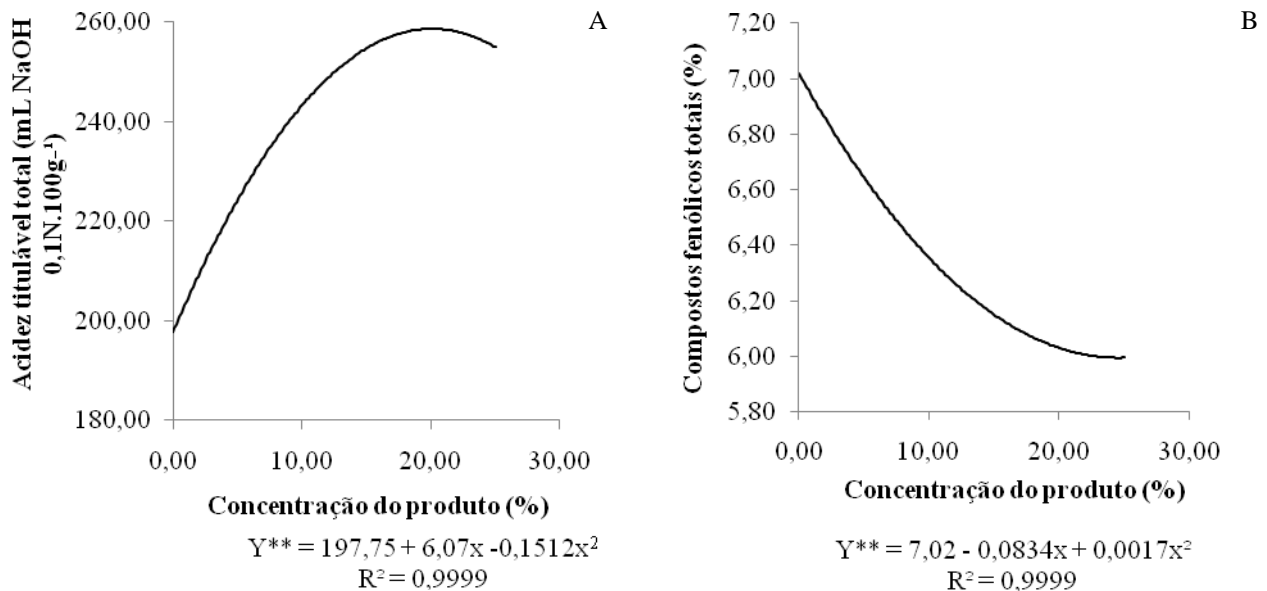 A
Acidez titulável total (mL NaOH
0,1N.100g-¹)
260,00
240,00
220,00
200,00
180,00
0,00 10,00 20,00 30,00
Concentração do produto (%)
Y** = 197,75 + 6,07x -0,1512x²
R² = 0,9999
B
Compostos fenólicos totais (%)
7,20
7,00
6,80
6,60
6,40
6,20
6,00
5,80
0,00 10,00 20,00 30,00
Concentração do produto (%)
Y** = 7,02 - 0,0834x + 0,0017x²
R² = 0,9999